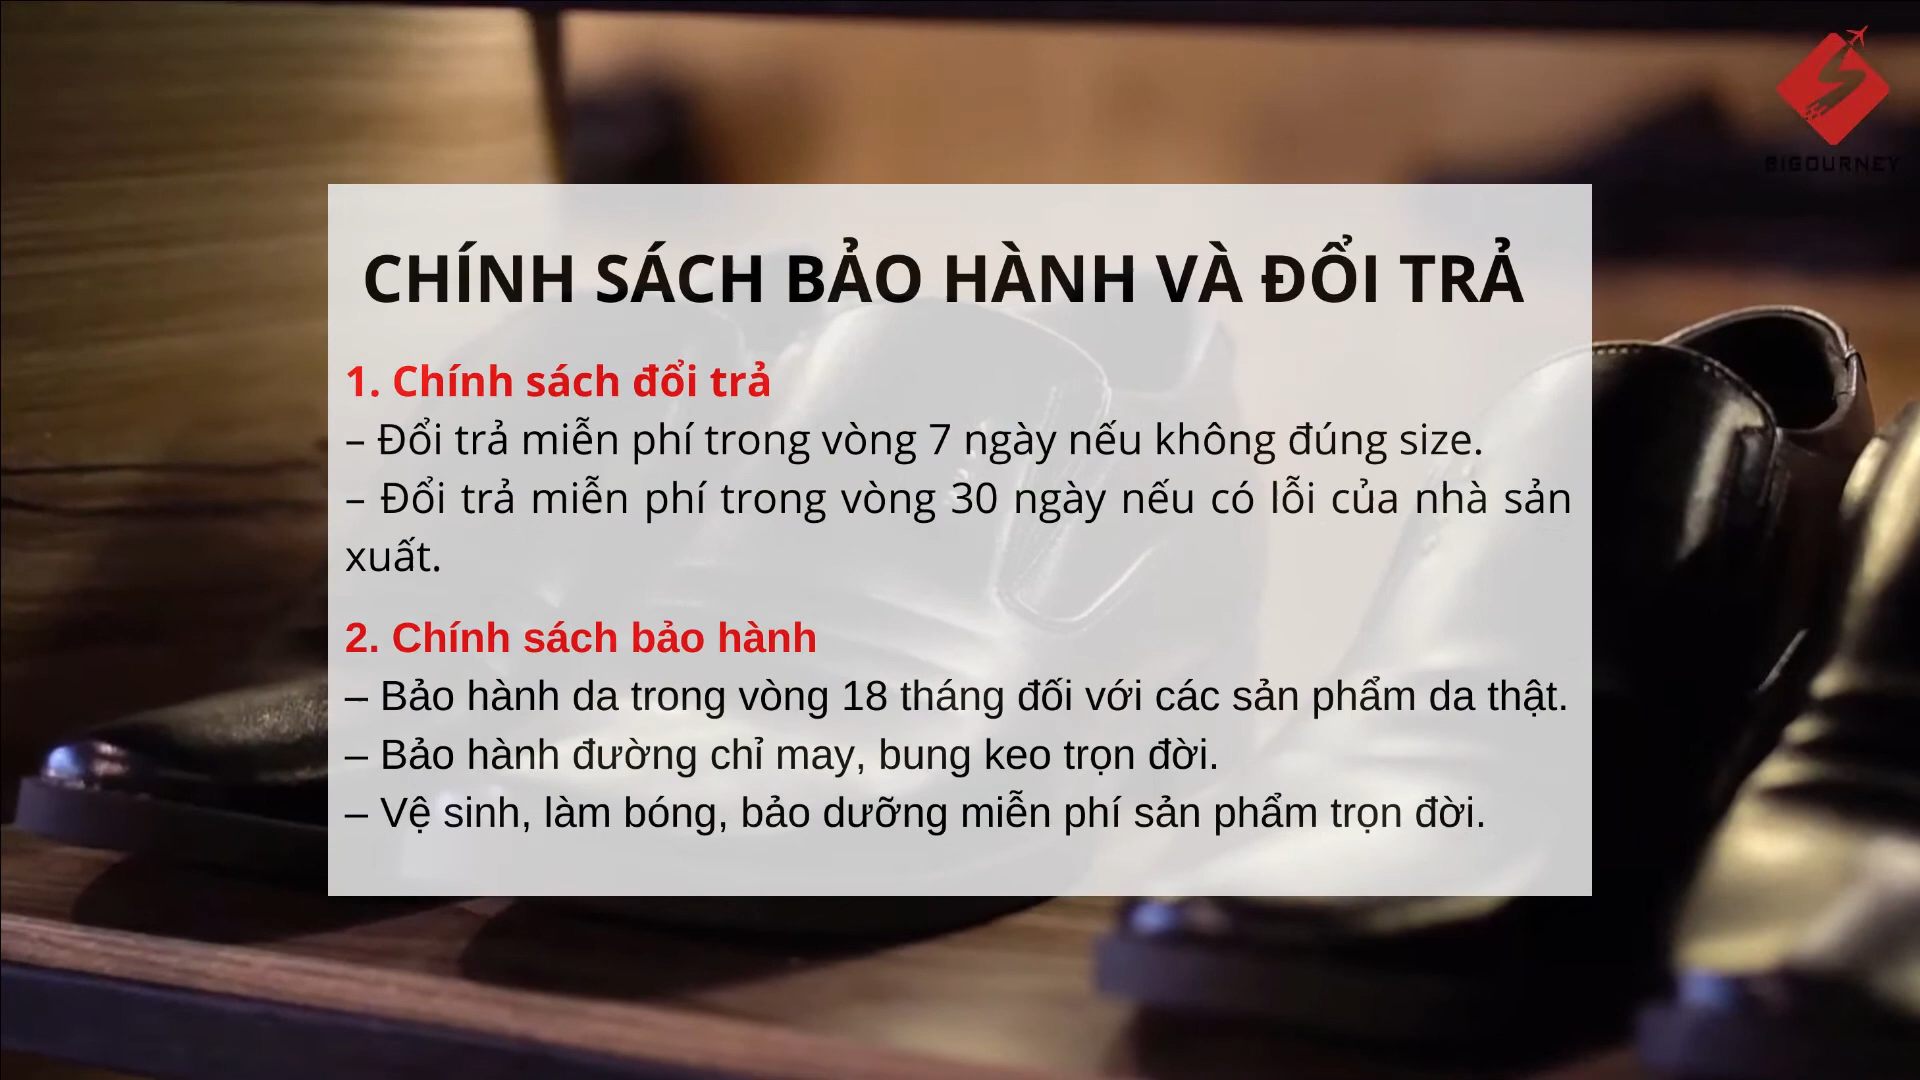 SIGOURNEY
CHÍNH SÁCH BẢO HÀNH VÀ ĐỔI TRẢ
1. Chính sách đổi trả
– Đổi trả miễn phí trong vòng 7 ngày nếu không đúng size.
– Đổi trả miễn phí trong vòng 30 ngày nếu có lỗi của nhà sản
xuất.
2. Chính sách bảo hành
– Bảo hành da trong vòng 18 tháng đối với các sản phẩm da thật.
– Bảo hành đường chỉ may, bung keo trọn đời.
– Vệ sinh, làm bóng, bảo dưỡng miễn phí sản phẩm trọn đời.